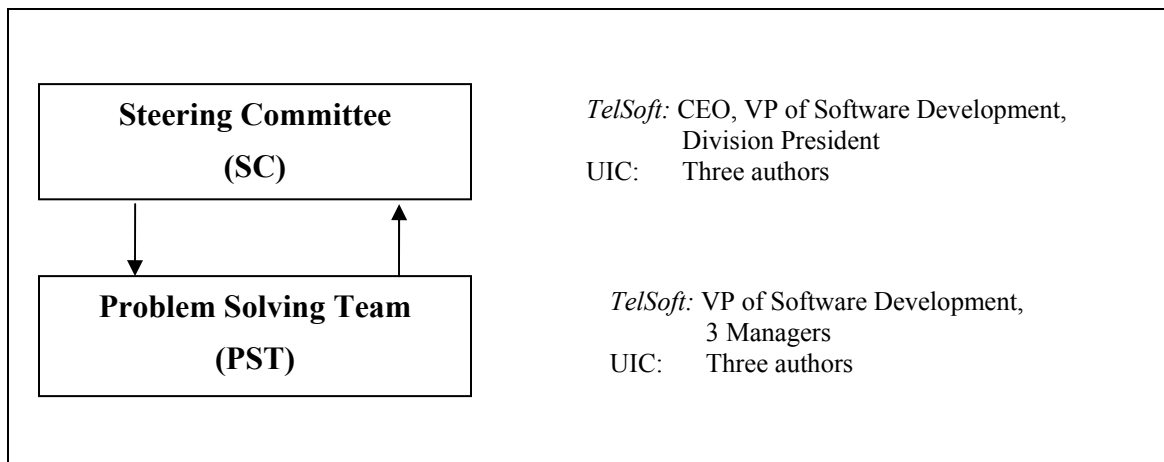 Steering Committee
(SC)
TelSoft: CEO, VP of Software Development,
Division President
UIC: Three authors
Problem Solving Team
(PST)
TelSoft: VP of Software Development,
3 Managers
UIC: Three authors